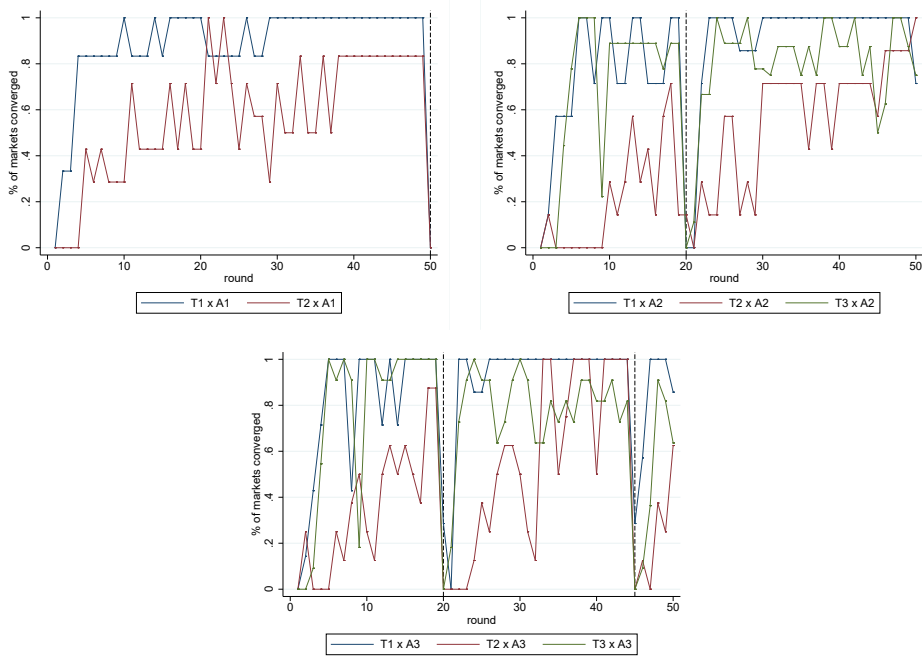 % of markets converged
1
.8
.6
.4
.2
0
0 10 20 30 40 50
round
T1 x A1 T2 x A1
% of markets converged
1
.8
.6
.4
.2
0
0 10 20 30 40 50
round
T1 x A2 T2 x A2 T3 x A2
% of markets converged
1
.8
.6
.4
.2
0
0 10 20 30 40 50
round
T1 x A3 T2 x A3 T3 x A3